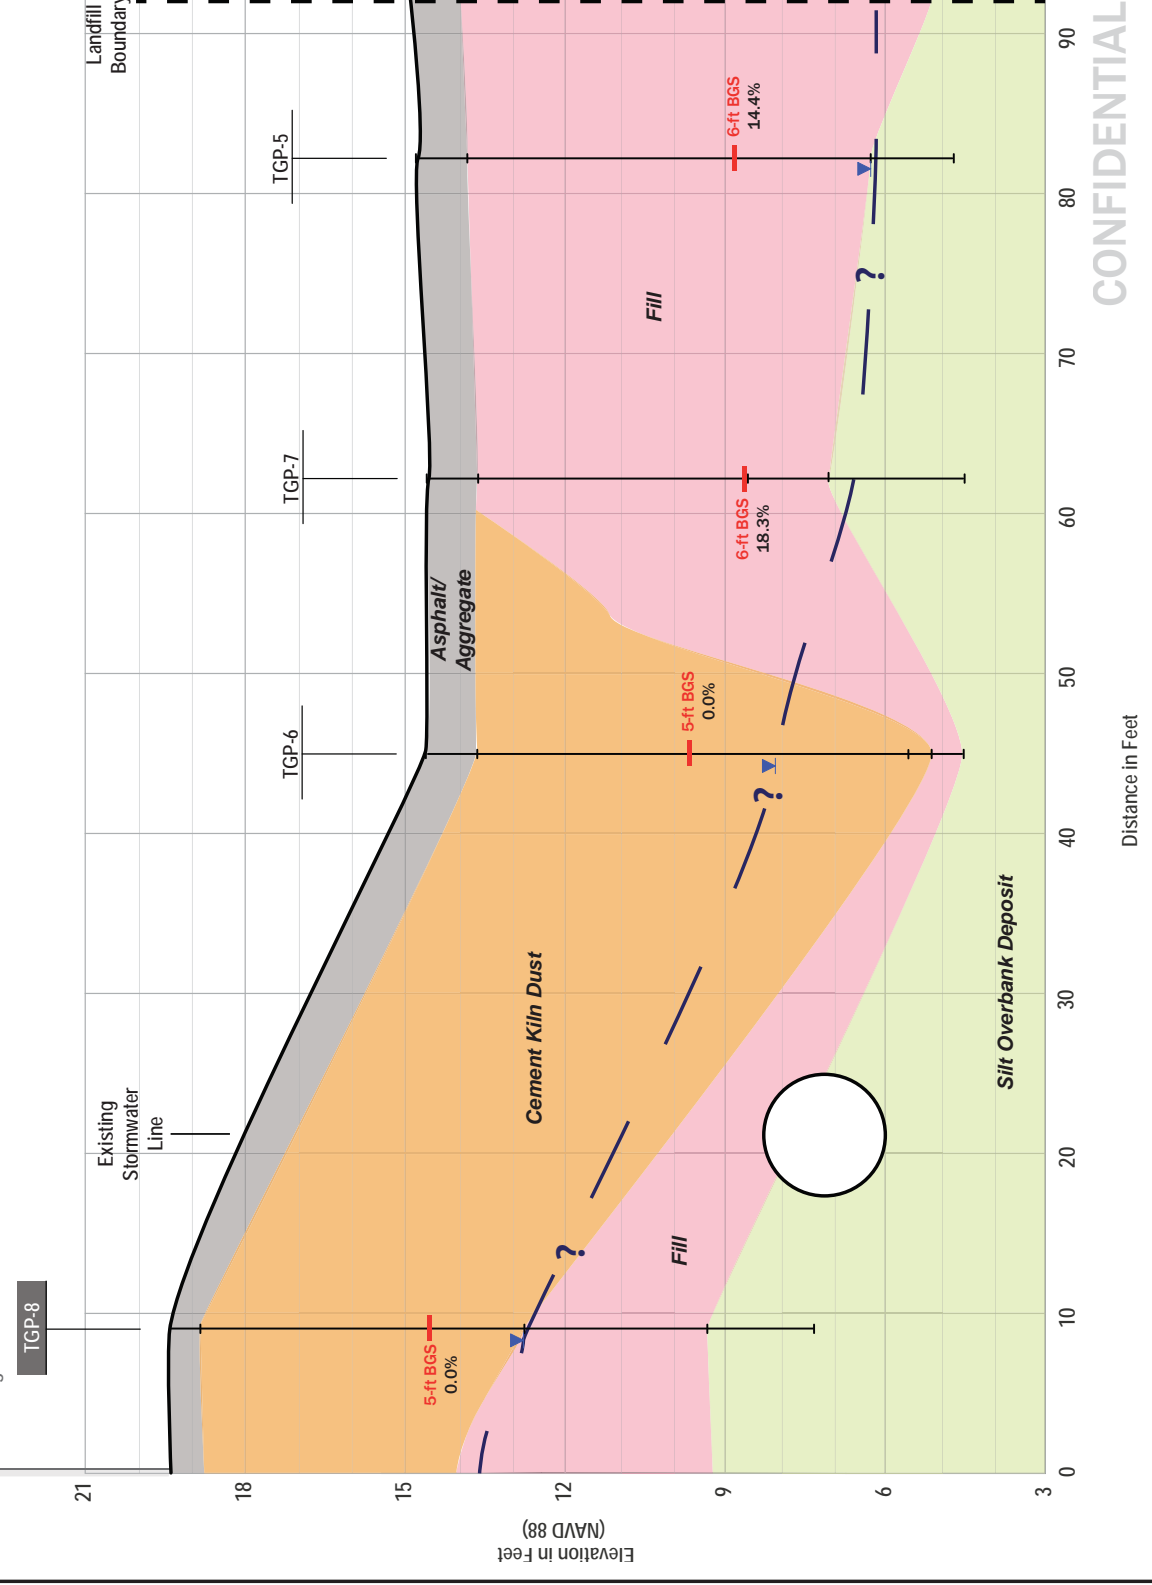 Landfill
Boundary
TGP-5
TGP-7
TGP-6
Existing
Stormwater
Line
TGP-8
Asphalt/
Aggregate
6-ft BGS
14.4%
6-ft BGS
18.3%
5-ft BGS
0.0%
5-ft BGS
0.0%
Fill
Cement Kiln Dust
Fill
Silt Overbank Deposit
?
?
?
21
18
15
12
9
6
3
Elevation in Feet
(NAVD 88)
0
10
20
30
40
50
60
70
80
90
Distance in Feet
CONFIDENTIAL